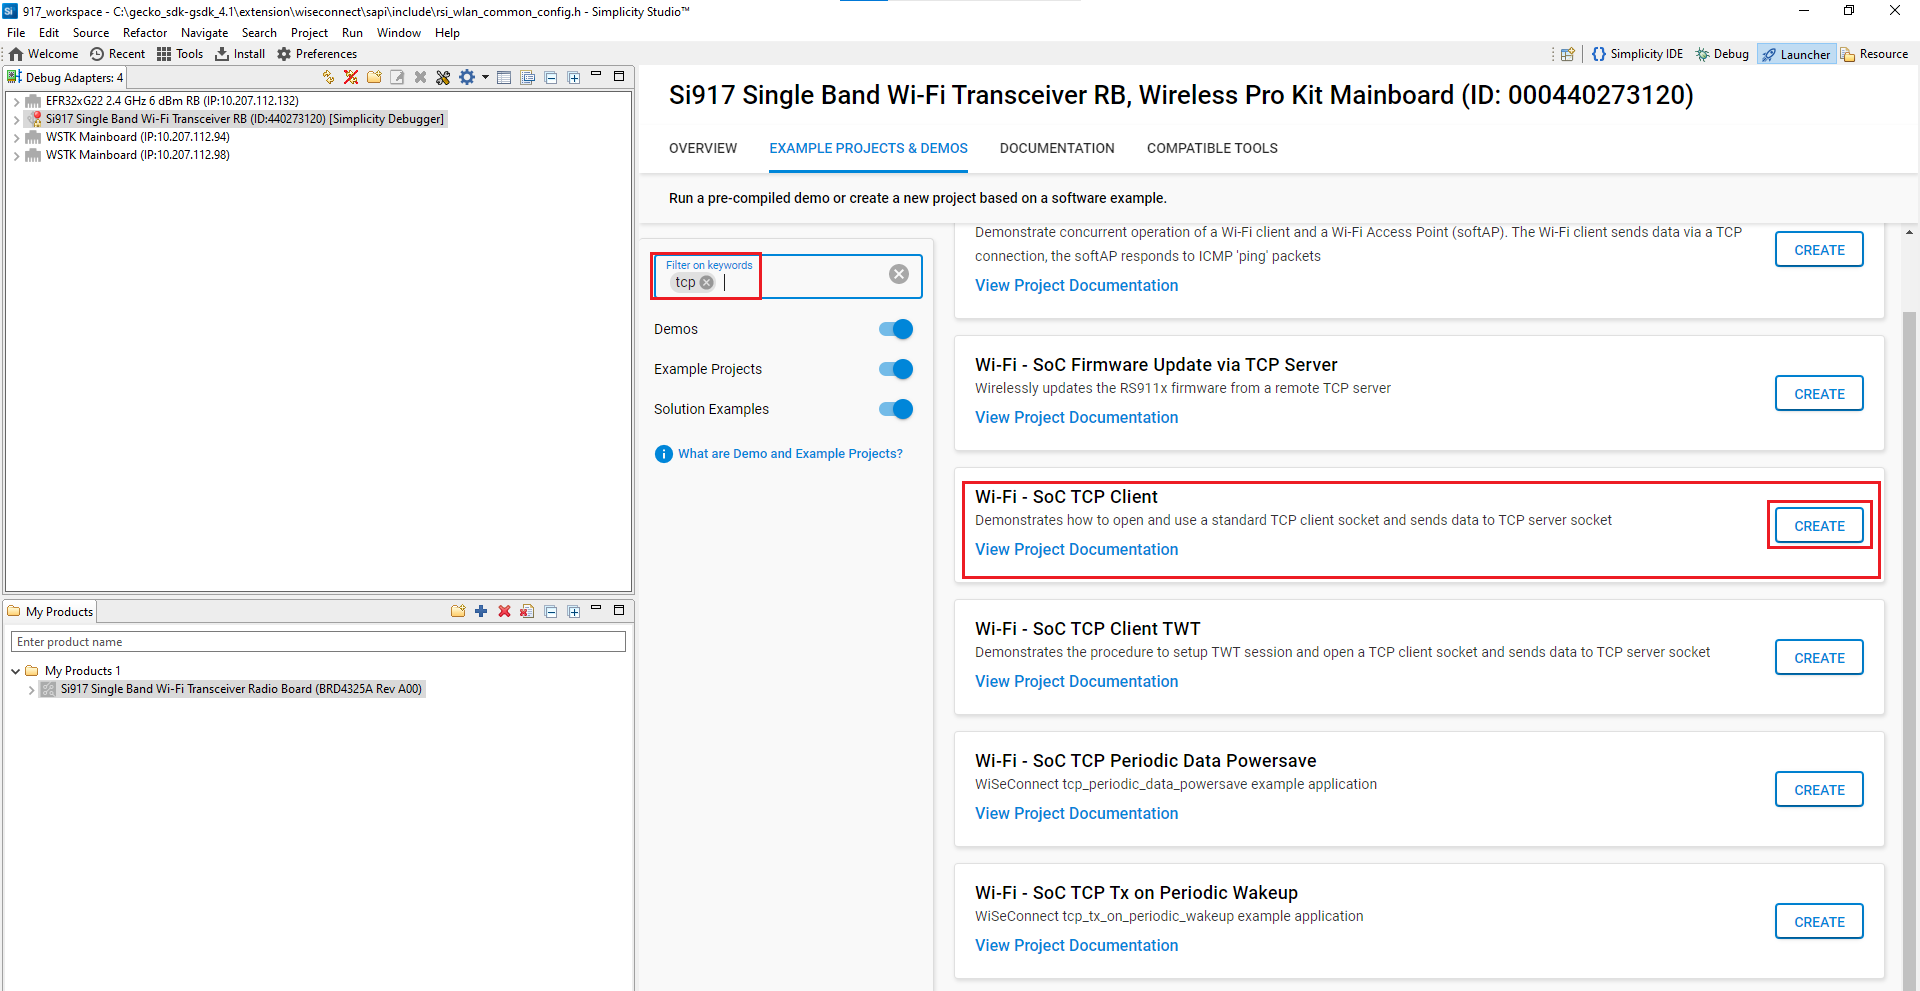 917_workspace - C:\gecko_sdk-gsdk_4.1\extension\wiseconnect\sapi\include\rsi_wlan_common_config.h - Simplicity Studio™
File Edit Source Refactor Navigate Search Project Run Window Help
Welcome Recent Tools Install Preferences
Simplicity IDE Debug Launcher Resource
Debug Adapters: 4
EFR32xG22 2.4 GHz 6 dBm RB (IP:10.207.112.132)
Si917 Single Band Wi-Fi Transceiver RB (ID:440273120) [Simplicity Debugger]
WSTK Mainboard (IP:10.207.112.94)
WSTK Mainboard (IP:10.207.112.98)
My Products
Enter product name
My Products 1
Si917 Single Band Wi-Fi Transceiver Radio Board (BRD4325A Rev A00)
Si917 Single Band Wi-Fi Transceiver RB, Wireless Pro Kit Mainboard (ID: 000440273120)
OVERVIEW EXAMPLE PROJECTS & DEMOS DOCUMENTATION COMPATIBLE TOOLS
Run a pre-compiled demo or create a new project based on a software example.
Filter on keywords
tcp
Demos
Example Projects
Solution Examples
What are Demo and Example Projects?
Demonstrate concurrent operation of a Wi-Fi client and a Wi-Fi Access Point (softAP). The Wi-Fi client sends data via a TCP
connection, the softAP responds to ICMP 'ping' packets
View Project Documentation
CREATE
Wi-Fi - SoC Firmware Update via TCP Server
Wirelessly updates the RS911x firmware from a remote TCP server
View Project Documentation
CREATE
Wi-Fi - SoC TCP Client
Demonstrates how to open and use a standard TCP client socket and sends data to TCP server socket
View Project Documentation
CREATE
Wi-Fi - SoC TCP Client TWT
Demonstrates the procedure to setup TWT session and open a TCP client socket and sends data to TCP server socket
View Project Documentation
CREATE
Wi-Fi - SoC TCP Periodic Data Powersave
WiSeConnect tcp_periodic_data_powersave example application
View Project Documentation
CREATE
Wi-Fi - SoC TCP Tx on Periodic Wakeup
WiSeConnect tcp_tx_on_periodic_wakeup example application
View Project Documentation
CREATE